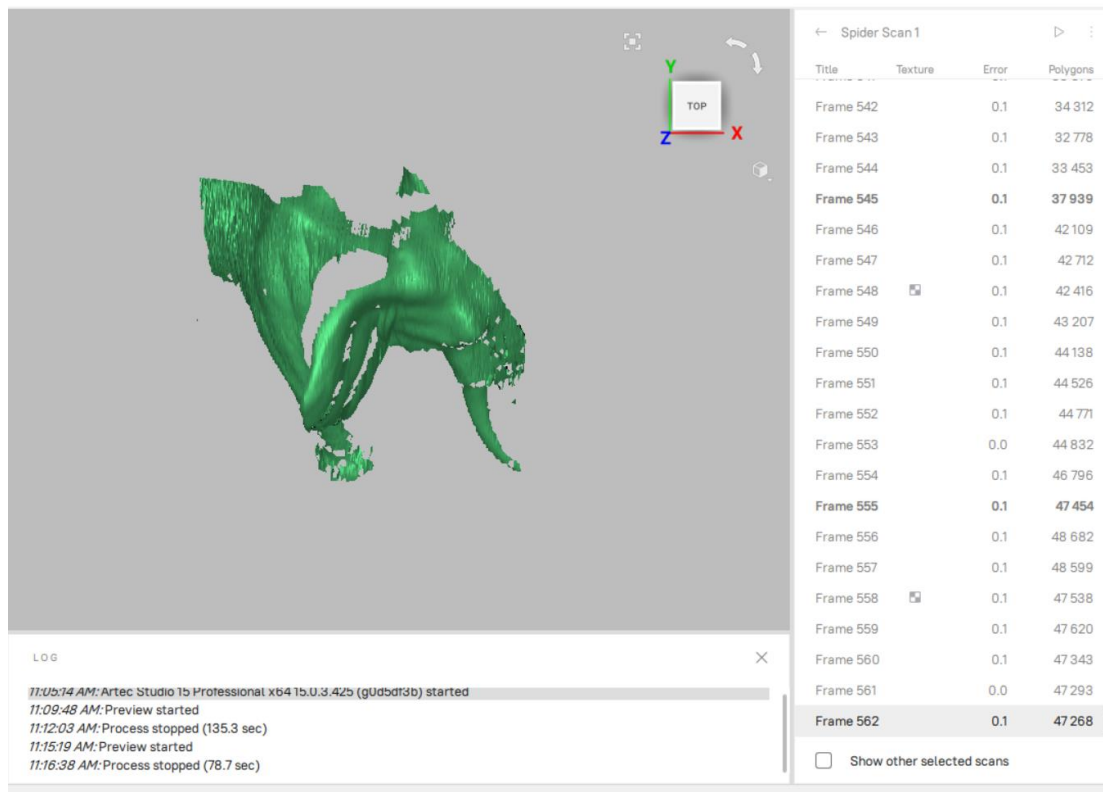 Y
TOP
Z
X
← Spider Scan 1
Title Texture Error Polygons
Frame 542 0.1 34 312
Frame 543 0.1 32 778
Frame 544 0.1 33 453
Frame 545 0.1 37 939
Frame 546 0.1 42 109
Frame 547 0.1 42 712
Frame 548 0.1 42 416
Frame 549 0.1 43 207
Frame 550 0.1 44 138
Frame 551 0.1 44 526
Frame 552 0.1 44 771
Frame 553 0.0 44 832
Frame 554 0.1 46 796
Frame 555 0.1 47 454
Frame 556 0.1 48 682
Frame 557 0.1 48 599
Frame 558 0.1 47 538
Frame 559 0.1 47 620
Frame 560 0.1 47 343
Frame 561 0.0 47 293
Frame 562 0.1 47 268
Show other selected scans
LOG
11:05:14 AM: Artec Studio 15 Professional x64 15.0.3.425 (g0d5df3b) started
11:09:48 AM: Preview started
11:12:03 AM: Process stopped (135.3 sec)
11:15:19 AM: Preview started
11:16:38 AM: Process stopped (78.7 sec)